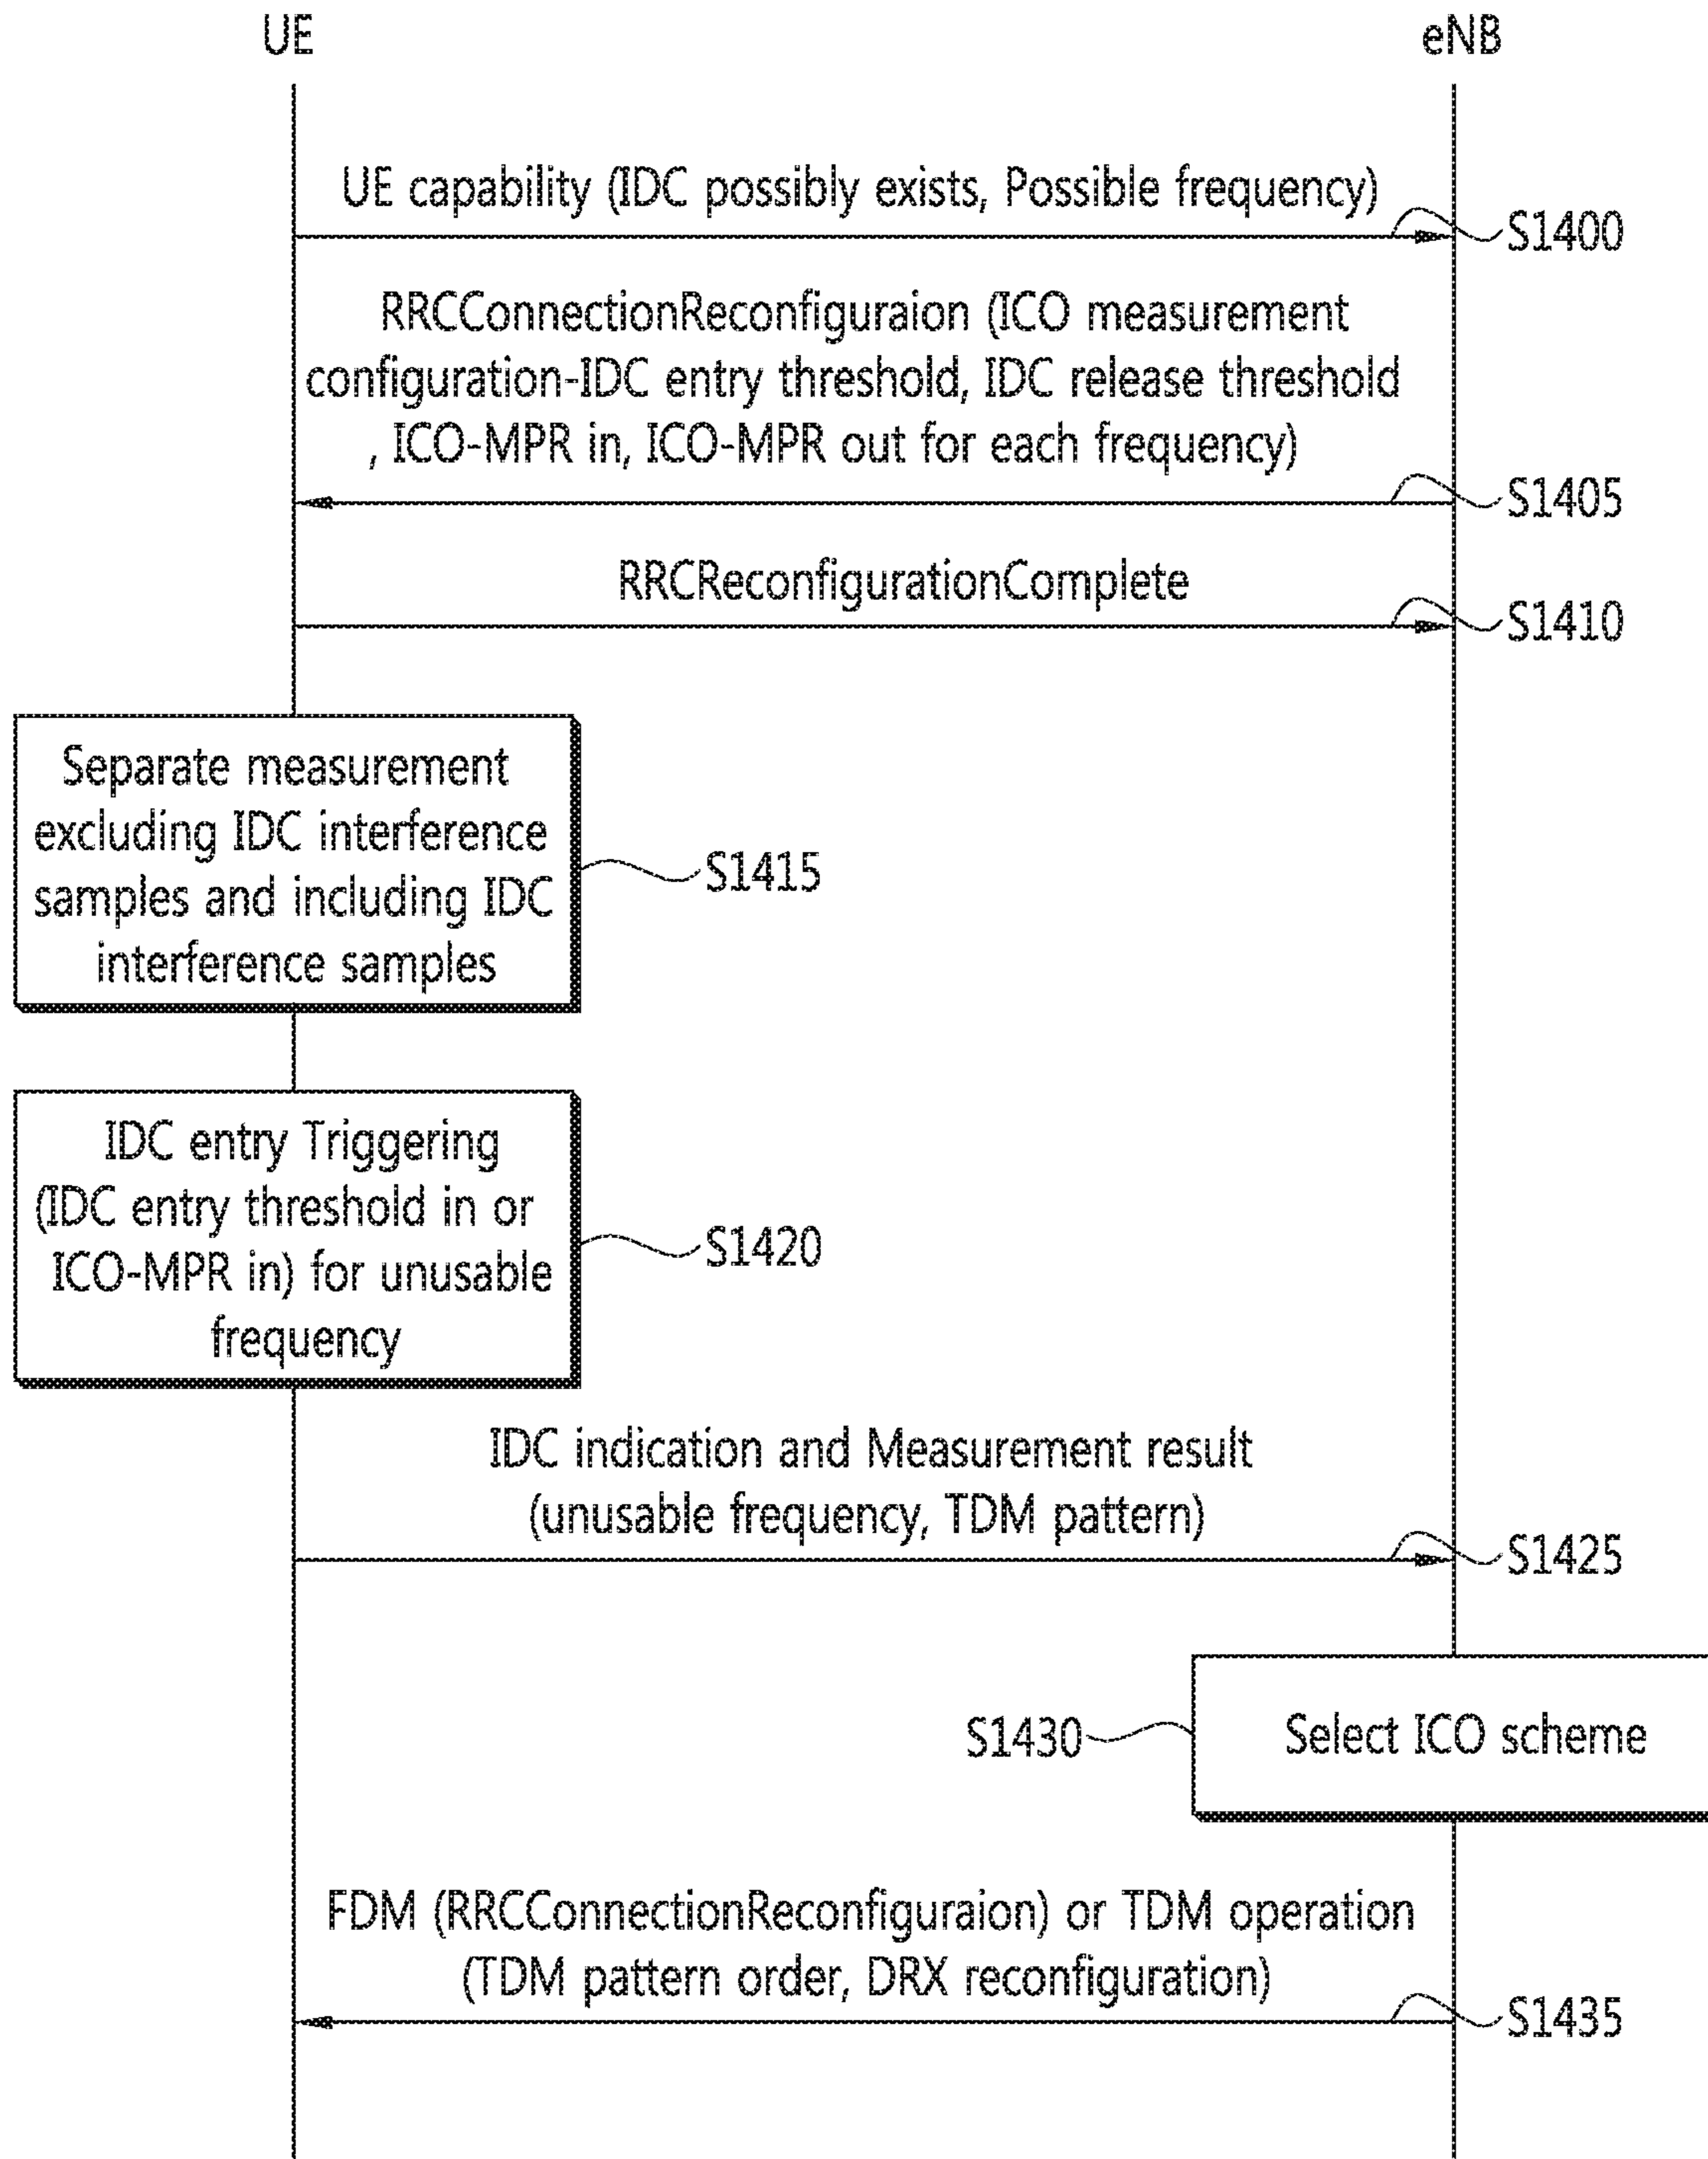 UE
eNB
UE capability (IDC possibly exists, Possible frequency)
S1400
RRCConnectionReconfiguraion (ICO measurement
configuration-IDC entry threshold, IDC release threshold
, ICO-MPR in, ICO-MPR out for each frequency)
S1405
RRCReconfigurationComplete
S1410
Separate measurement
excluding IDC interference
samples and including IDC
interference samples
S1415
IDC entry Triggering
(IDC entry threshold in or
ICO-MPR in) for unusable
frequency
S1420
IDC indication and Measurement result
(unusable frequency, TDM pattern)
S1425
S1430
Select ICO scheme
FDM (RRCConnectionReconfiguraion) or TDM operation
(TDM pattern order, DRX reconfiguration)
S1435